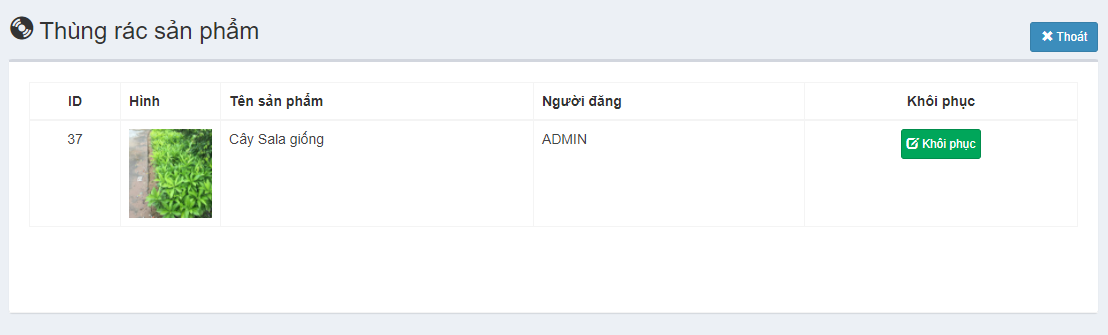 Thùng rác sản phẩm
Thoát
ID Hình Tên sản phẩm Người đăng Khôi phục
37 Cây Sala giống ADMIN Khôi phục